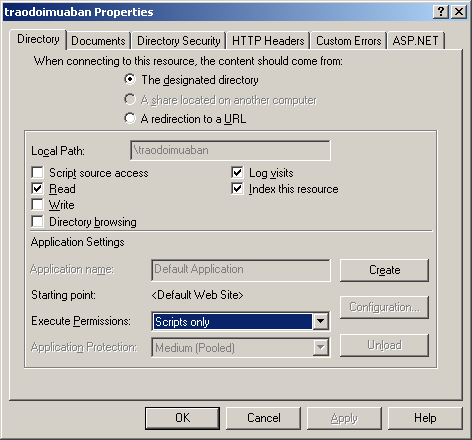 traodoimuaban Properties
Directory Documents Directory Security HTTP Headers Custom Errors ASP.NET
When connecting to this resource, the content should come from:
The designated directory
A share located on another computer
A redirection to a URL
Local Path: \traodoimuaban
Script source access Log visits
Read Index this resource
Write
Directory browsing
Application Settings
Application name: Default Application Create
Starting point: <Default Web Site>
Configuration...
Execute Permissions: Scripts only
Application Protection: Medium (Pooled) Unload
OK Cancel Apply Help